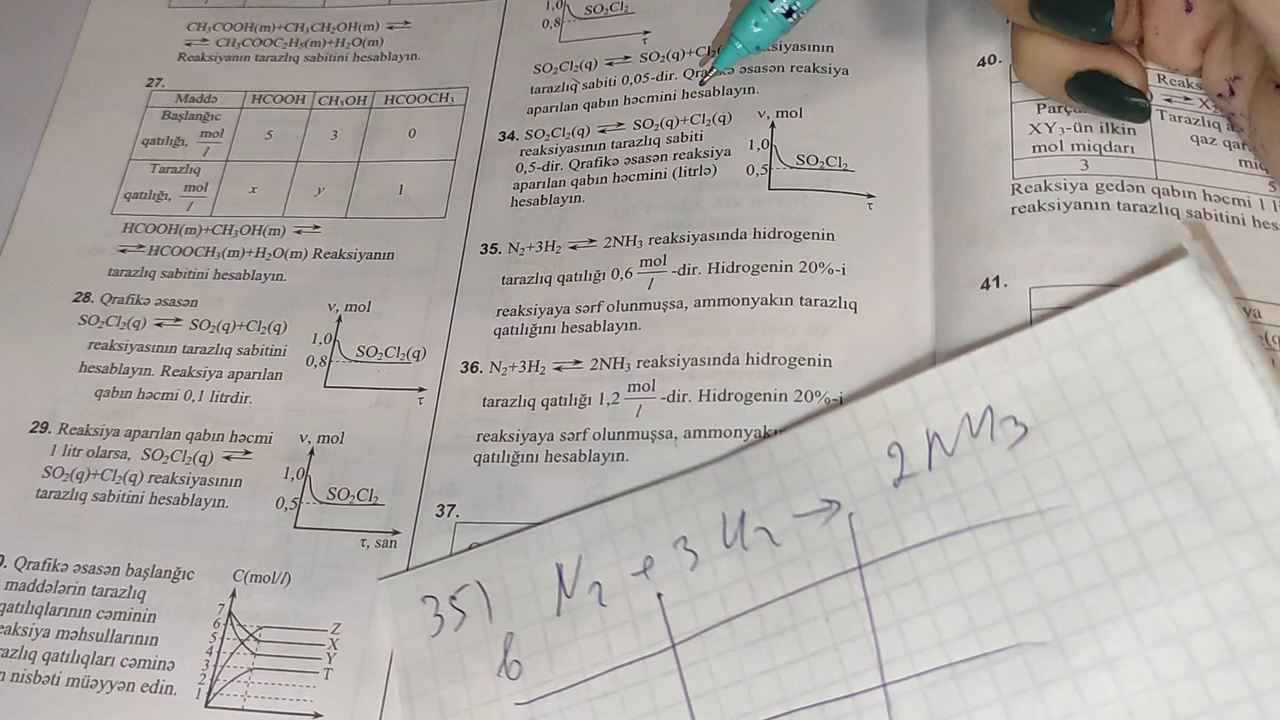 CH₃COOH(m)+CH₃CH₂OH(m) ⇌
⇌ CH₃COOC₂H₅(m)+H₂O(m)
Reaksiyanın tarazlıq sabitini hesablayın.
27.
Maddə HCOOH CH₃OH HCOOCH₃
Başlanğıc
qatılığı, mol/l 5 3 0
Tarazlıq
qatılığı, mol/l x y 1
HCOOH(m)+CH₃OH(m) ⇌
⇌HCOOCH₃(m)+H₂O(m) Reaksiyanın
tarazlıq sabitini hesablayın.
28. Qrafikə əsasən
SO₂Cl₂(q) ⇌ SO₂(q)+Cl₂(q)
reaksiyasının tarazlıq sabitini
hesablayın. Reaksiya aparılan
qabın həcmi 0,1 litrdir.
ν, mol
1,0
0,8
SO₂Cl₂(q)
τ
29. Reaksiya aparılan qabın həcmi
1 litr olarsa, SO₂Cl₂(q) ⇌
SO₂(q)+Cl₂(q) reaksiyasının
tarazlıq sabitini hesablayın.
ν, mol
1,0
0,5
SO₂Cl₂
τ, san
. Qrafikə əsasən başlanğıc
maddələrin tarazlıq
qatılıqlarının cəminin
reaksiya məhsullarının
tarazlıq qatılıqları cəminə
nisbəti müəyyən edin.
C(mol/l)
7
6
5
4
3
2
1
Z
X
Y
T
1,0
0,8
SO₂Cl₂
τ
SO₂Cl₂(q) ⇌ SO₂(q)+Cl₂(
tarazlıq sabiti 0,05-dir. əsasən reaksiya
aparılan qabın həcmini hesablayın.
34. SO₂Cl₂(q) ⇌ SO₂(q)+Cl₂(q)
reaksiyasının tarazlıq sabiti
0,5-dir. Qrafikə əsasən reaksiya
aparılan qabın həcmini (litrlə)
hesablayın.
ν, mol
1,0
0,5
SO₂Cl₂
τ
35. N₂+3H₂ ⇌ 2NH₃ reaksiyasında hidrogenin
tarazlıq qatılığı 0,6 mol/l -dir. Hidrogenin 20%-i
reaksiyaya sərf olunmuşsa, ammonyakın tarazlıq
qatılığını hesablayın.
36. N₂+3H₂ ⇌ 2NH₃ reaksiyasında hidrogenin
tarazlıq qatılığı 1,2 mol/l -dir. Hidrogenin 20%-i
reaksiyaya sərf olunmuşsa,
qatılığını hesablayın.
37.
40.
Reaks
XY₃-ün ilkin
mol miqdarı
3
Tarazlıq
qaz
Reaksiya gedən qabın həcmi 1 l
reaksiyanın tarazlıq sabitini hes
41.
35) N₂ + 3H₂ → 2NH₃
b